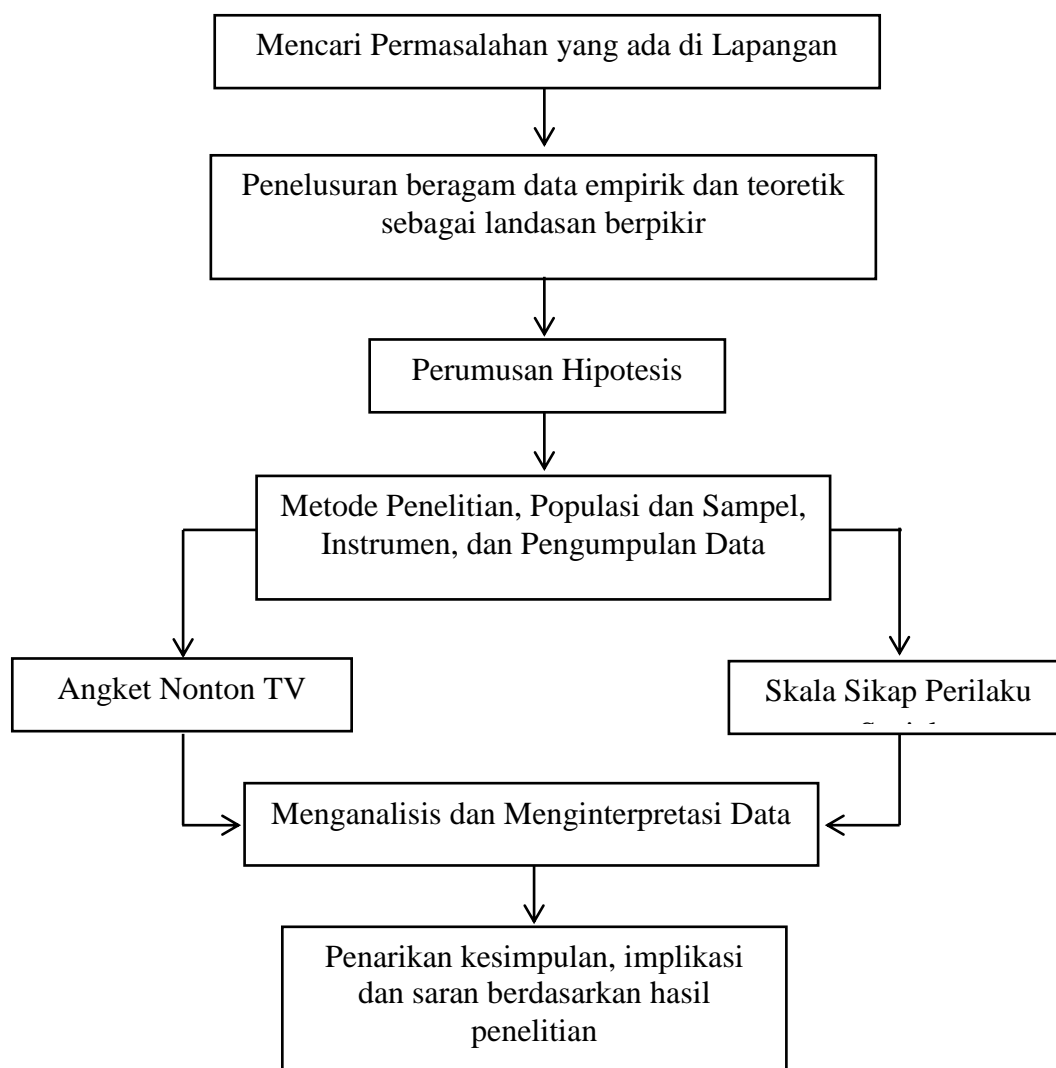 Mencari Permasalahan yang ada di Lapangan
Penelusuran beragam data empirik dan teoretik
sebagai landasan berpikir
Perumusan Hipotesis
Metode Penelitian, Populasi dan Sampel,
Instrumen, dan Pengumpulan Data
Angket Nonton TV
Skala Sikap Perilaku
Menganalisis dan Menginterpretasi Data
Penarikan kesimpulan, implikasi
dan saran berdasarkan hasil
penelitian